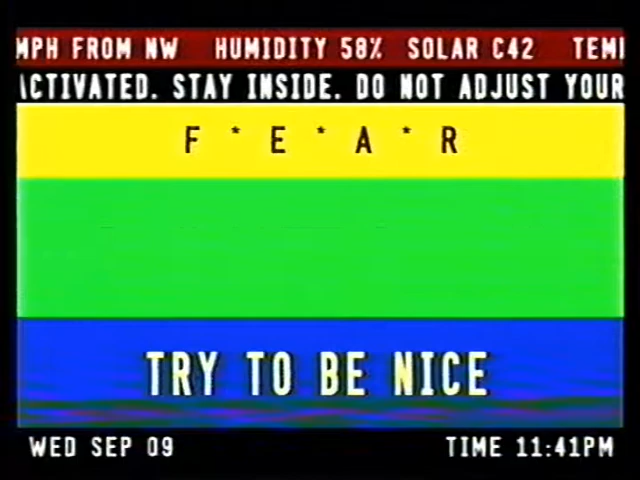 MPH FROM NW HUMIDITY 58% SOLAR C42
ACTIVATED. STAY INSIDE. DO NOT ADJUST YOUR
F * E * A * R
TRY TO BE NICE
WED SEP 09 TIME 11:41PM